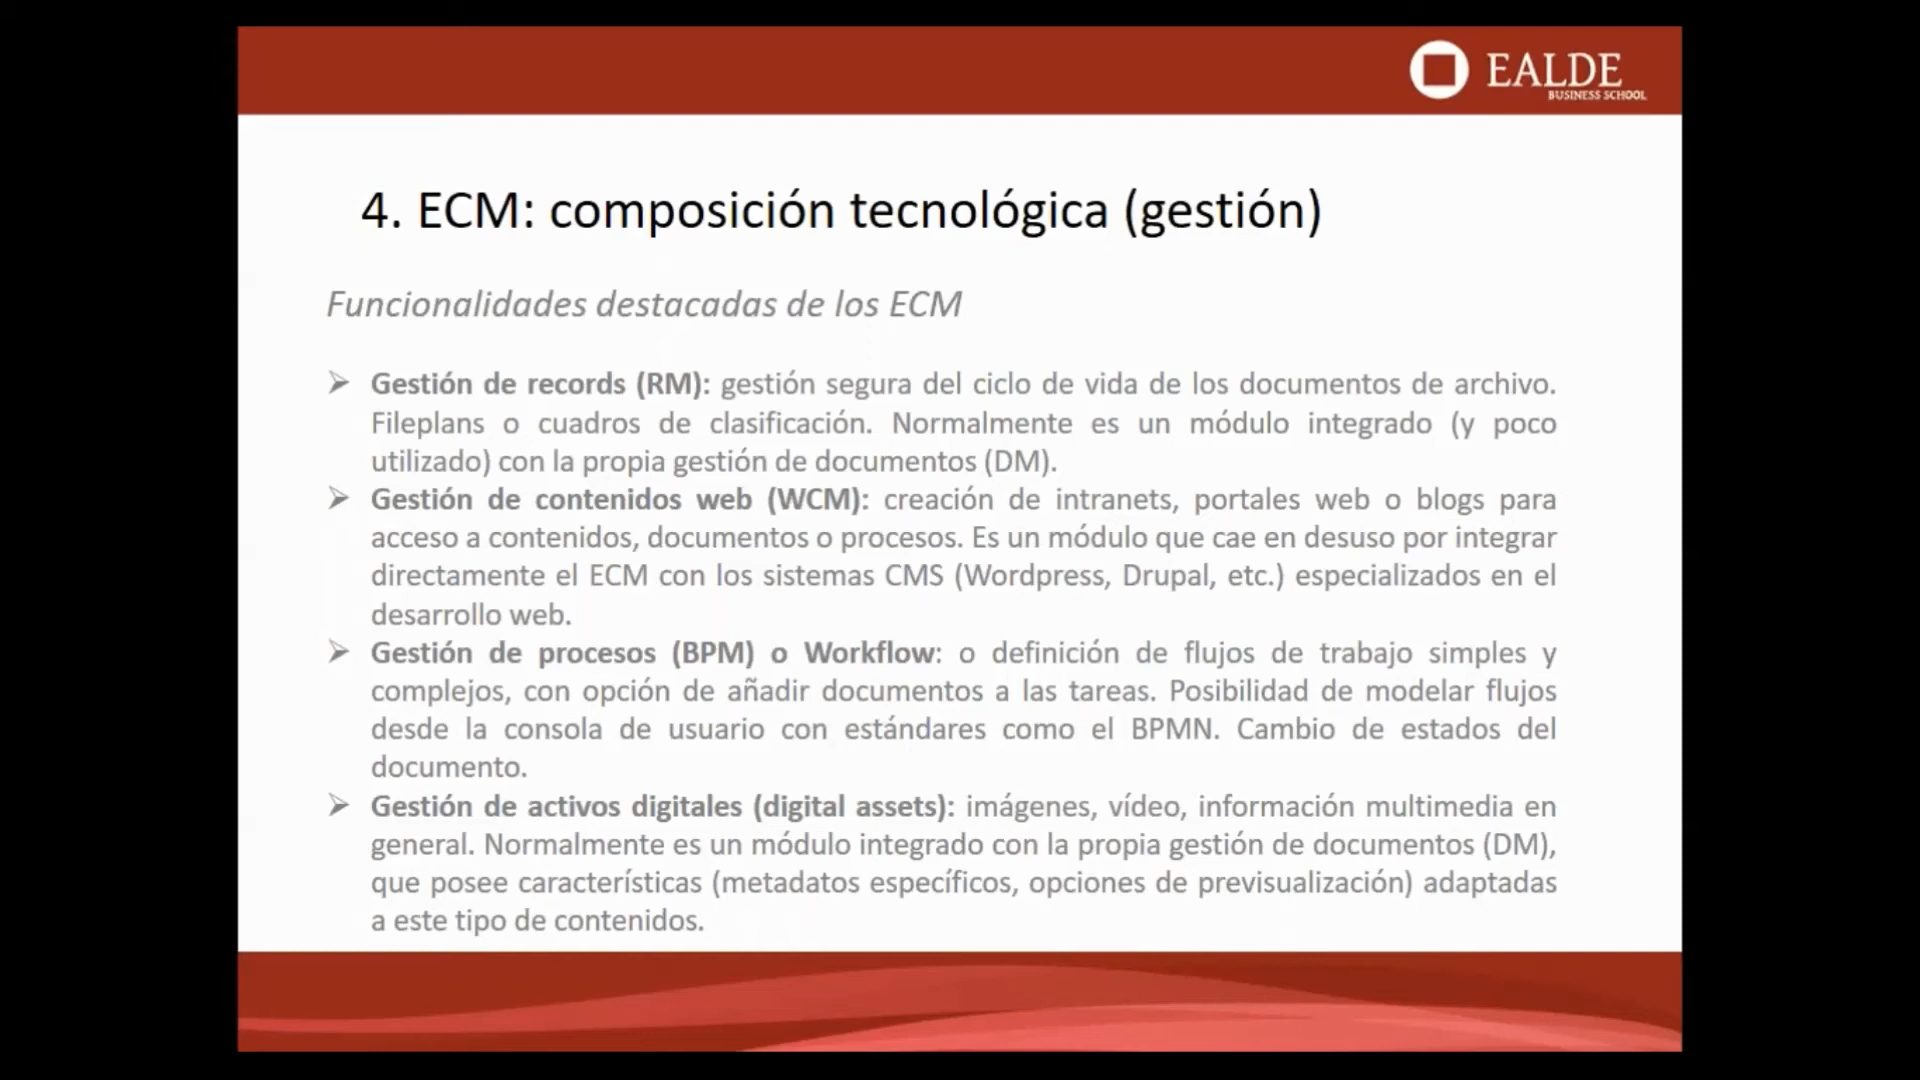 EALDE
BUSINESS SCHOOL
4. ECM: composición tecnológica (gestión)
Funcionalidades destacadas de los ECM
➢ Gestión de records (RM): gestión segura del ciclo de vida de los documentos de archivo.
Fileplans o cuadros de clasificación. Normalmente es un módulo integrado (y poco
utilizado) con la propia gestión de documentos (DM).
➢ Gestión de contenidos web (WCM): creación de intranets, portales web o blogs para
acceso a contenidos, documentos o procesos. Es un módulo que cae en desuso por integrar
directamente el ECM con los sistemas CMS (Wordpress, Drupal, etc.) especializados en el
desarrollo web.
➢ Gestión de procesos (BPM) o Workflow: o definición de flujos de trabajo simples y
complejos, con opción de añadir documentos a las tareas. Posibilidad de modelar flujos
desde la consola de usuario con estándares como el BPMN. Cambio de estados del
documento.
➢ Gestión de activos digitales (digital assets): imágenes, vídeo, información multimedia en
general. Normalmente es un módulo integrado con la propia gestión de documentos (DM),
que posee características (metadatos específicos, opciones de previsualización) adaptadas
a este tipo de contenidos.